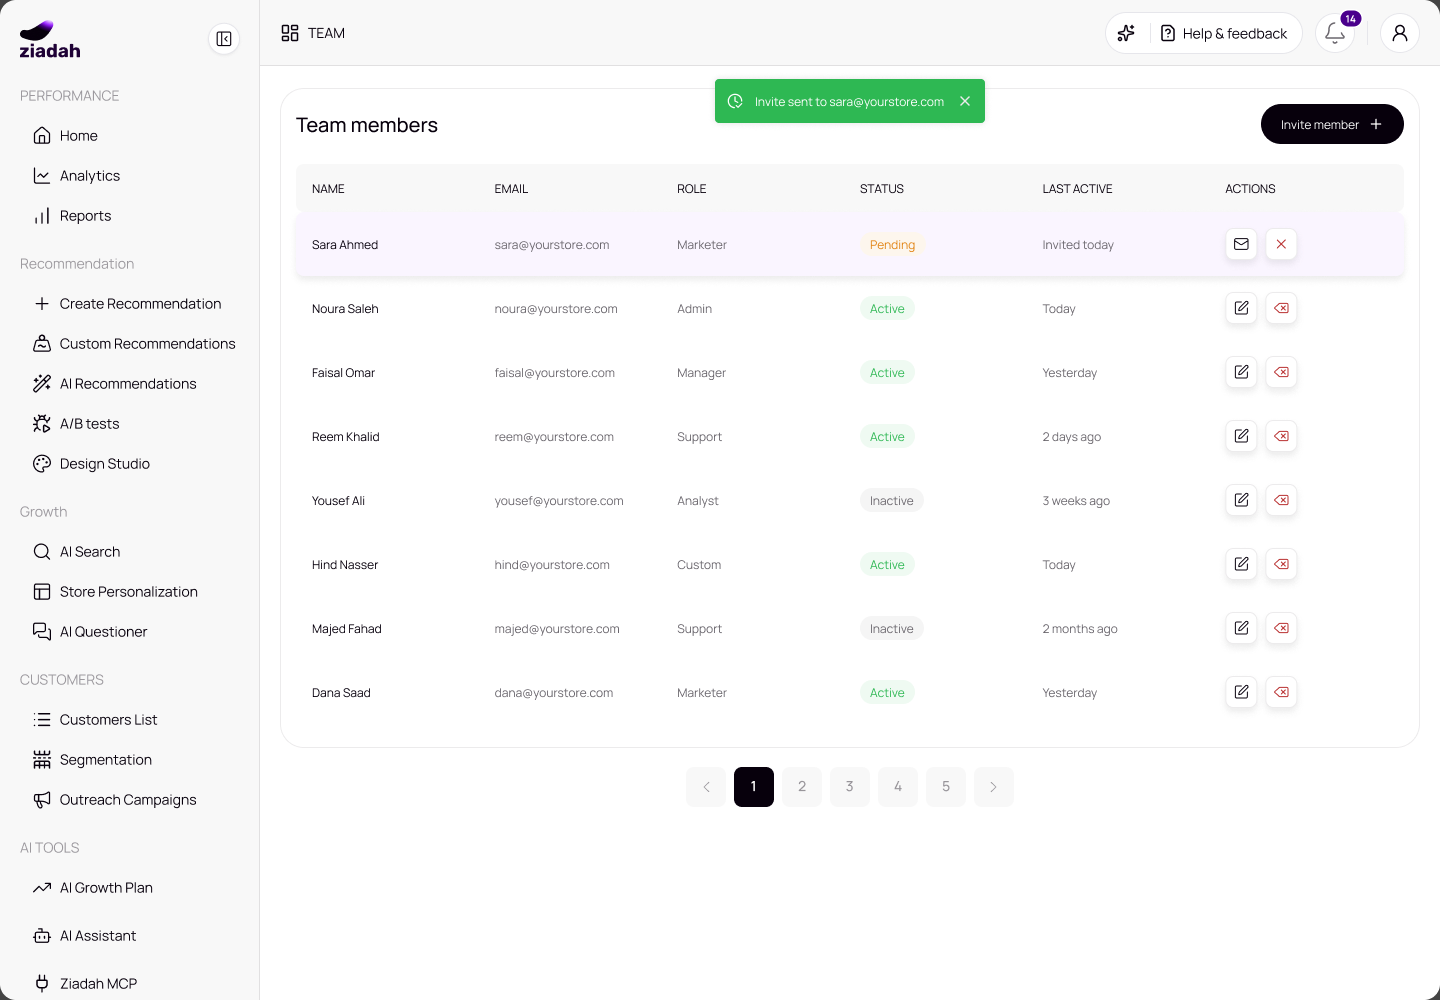 ziadah
PERFORMANCE
Home
Analytics
Reports
Recommendation
Create Recommendation
Custom Recommendations
AI Recommendations
A/B tests
Design Studio
Growth
AI Search
Store Personalization
AI Questioner
CUSTOMERS
Customers List
Segmentation
Outreach Campaigns
AI TOOLS
AI Growth Plan
AI Assistant
Ziadah MCP
TEAM
Help & feedback
14
Invite sent to sara@yourstore.com
Team members
Invite member
NAME EMAIL ROLE STATUS LAST ACTIVE ACTIONS
Sara Ahmed sara@yourstore.com Marketer Pending Invited today
Noura Saleh noura@yourstore.com Admin Active Today
Faisal Omar faisal@yourstore.com Manager Active Yesterday
Reem Khalid reem@yourstore.com Support Active 2 days ago
Yousef Ali yousef@yourstore.com Analyst Inactive 3 weeks ago
Hind Nasser hind@yourstore.com Custom Active Today
Majed Fahad majed@yourstore.com Support Inactive 2 months ago
Dana Saad dana@yourstore.com Marketer Active Yesterday
1 2 3 4 5